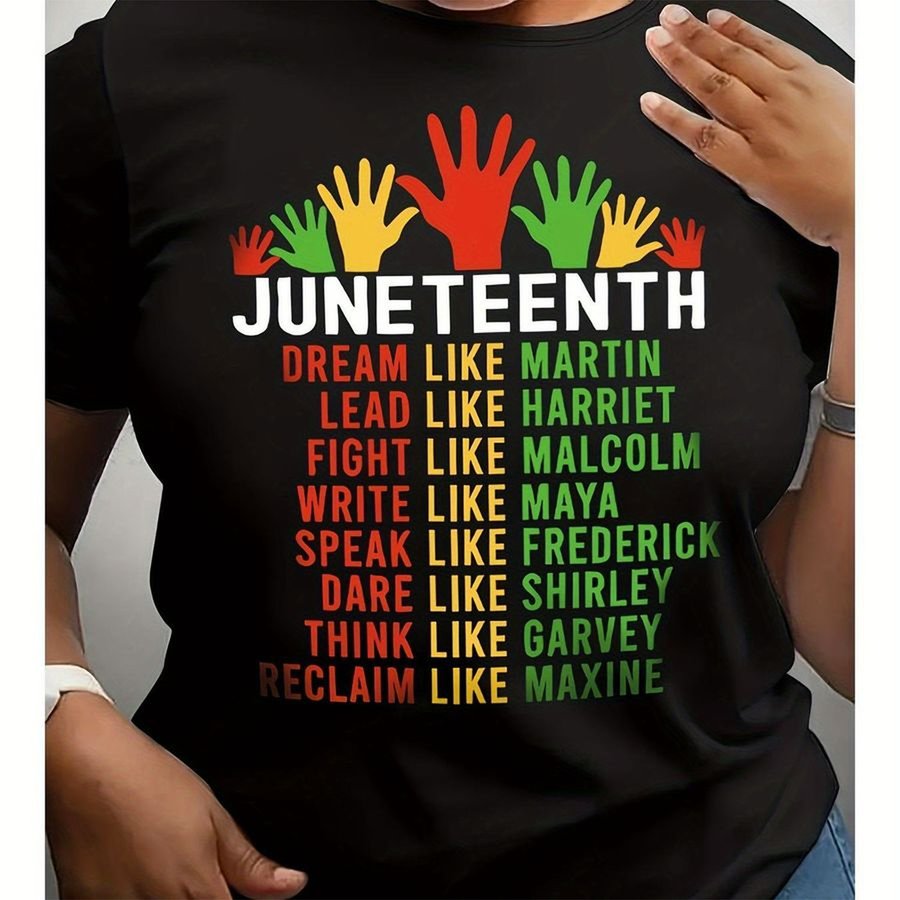 JUNETEENTH
DREAM LIKE MARTIN
LEAD LIKE HARRIET
FIGHT LIKE MALCOLM
WRITE LIKE MAYA
SPEAK LIKE FREDERICK
DARE LIKE SHIRLEY
THINK LIKE GARVEY
RECLAIM LIKE MAXINE